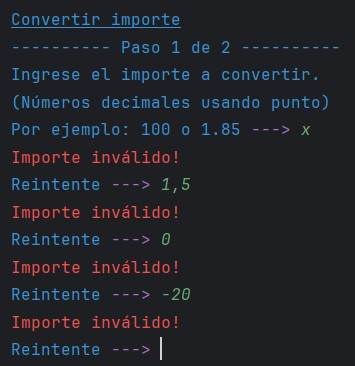 Convertir importe
---------- Paso 1 de 2 ----------
Ingrese el importe a convertir.
(Números decimales usando punto)
Por ejemplo: 100 o 1.85 ---> x
Importe inválido!
Reintente ---> 1,5
Importe inválido!
Reintente ---> 0
Importe inválido!
Reintente ---> -20
Importe inválido!
Reintente --->